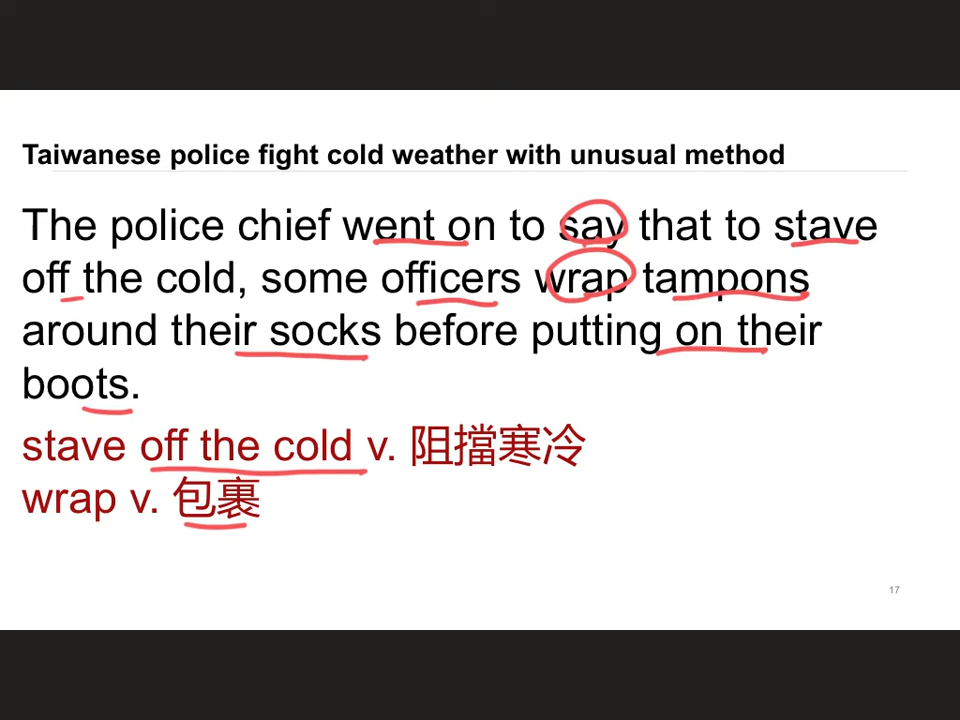 Taiwanese police fight cold weather with unusual method
The police chief went on to say that to stave
off the cold, some officers wrap tampons
around their socks before putting on their
boots.
stave off the cold v. 阻擋寒冷
wrap v. 包裹
17